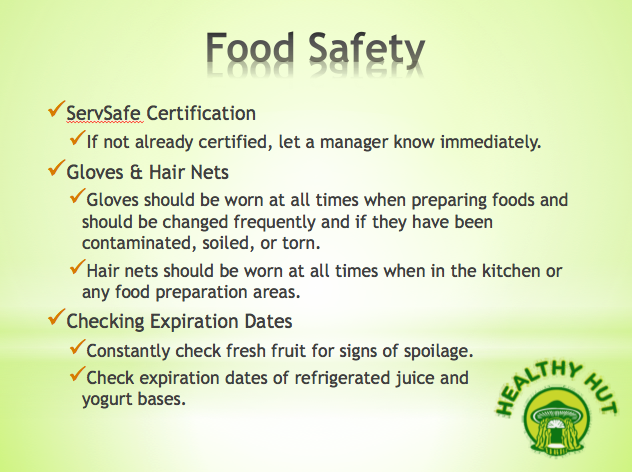 Food Safety
ServSafe Certification
If not already certified, let a manager know immediately.
Gloves & Hair Nets
Gloves should be worn at all times when preparing foods and
should be changed frequently and if they have been
contaminated, soiled, or torn.
Hair nets should be worn at all times when in the kitchen or
any food preparation areas.
Checking Expiration Dates
Constantly check fresh fruit for signs of spoilage.
Check expiration dates of refrigerated juice and
yogurt bases.
HEALTHY HUT